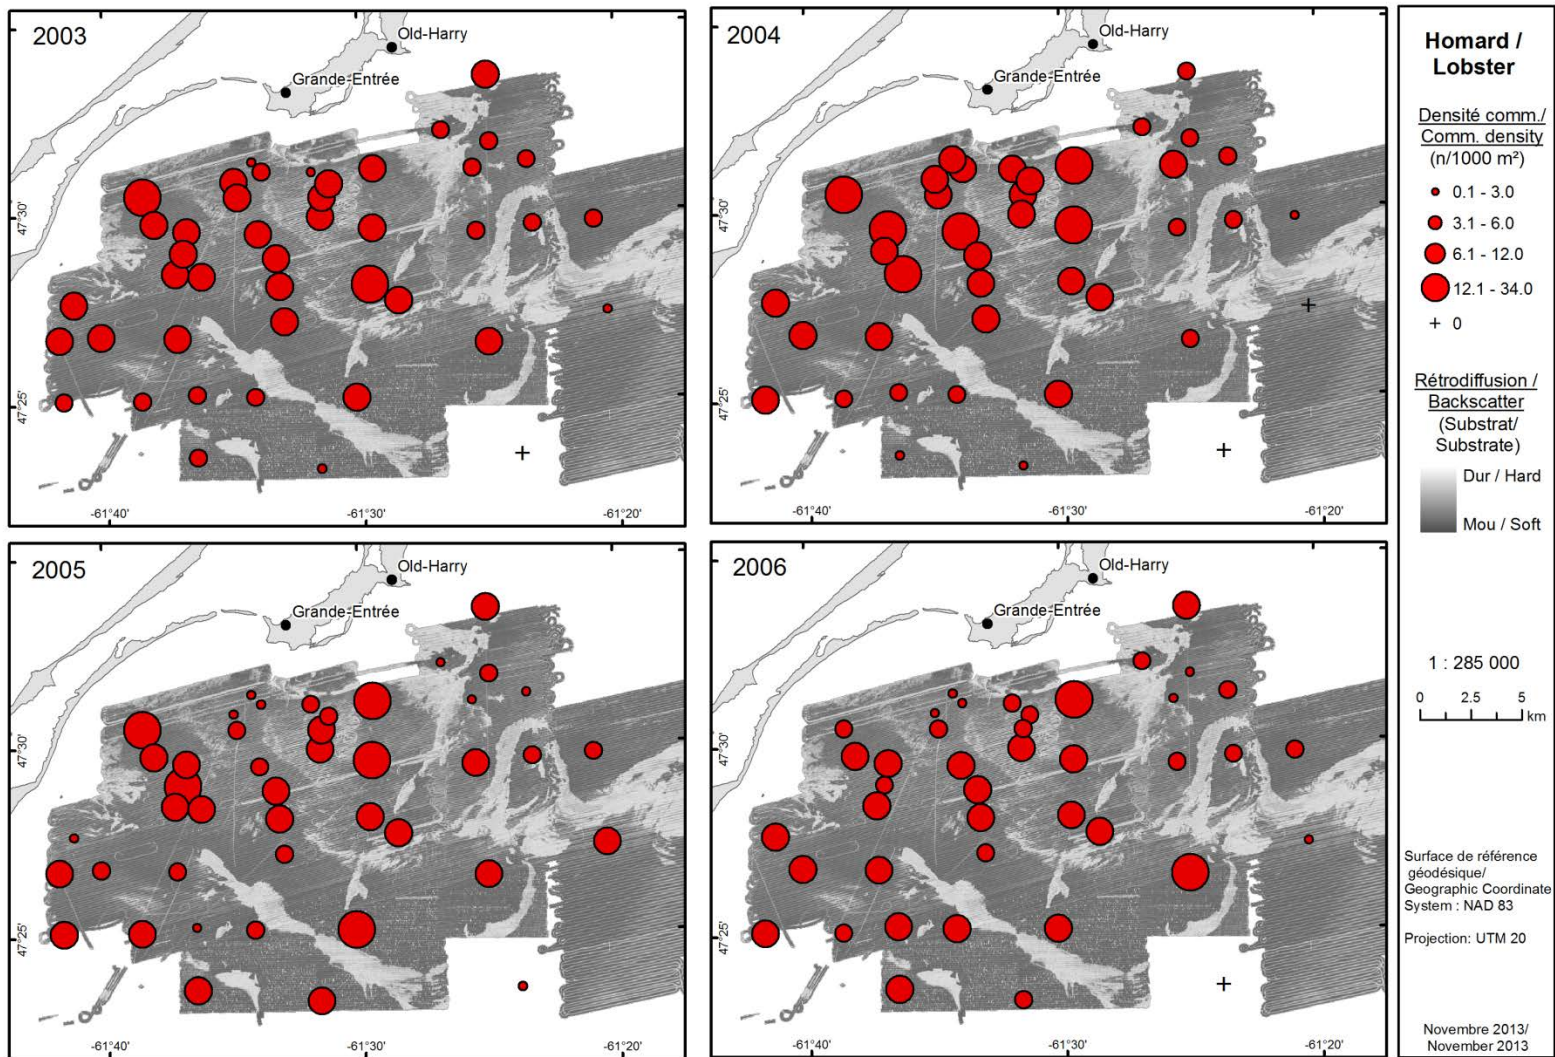 2003
Old-Harry
Grande-Entrée
47°30'
47°25'
-61°40'
-61°30'
-61°20'
2004
Old-Harry
Grande-Entrée
47°30'
47°25'
-61°40'
-61°30'
-61°20'
2005
Old-Harry
Grande-Entrée
47°30'
47°25'
-61°40'
-61°30'
-61°20'
2006
Old-Harry
Grande-Entrée
47°30'
47°25'
-61°40'
-61°30'
-61°20'
Homard /
Lobster
Densité comm./
Comm. density
(n/1000 m²)
0.1 - 3.0
3.1 - 6.0
6.1 - 12.0
12.1 - 34.0
0
Rétrodiffusion /
Backscatter
(Substrat/
Substrate)
Dur / Hard
Mou / Soft
1 : 285 000
0 2.5 5
km
Surface de référence
géodésique/
Geographic Coordinate
System : NAD 83
Projection: UTM 20
Novembre 2013/
November 2013